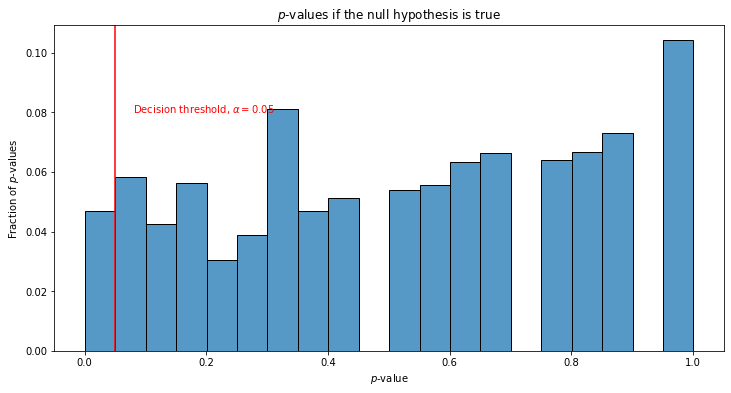 p-values if the null hypothesis is true
0.10
0.08
0.06
0.04
0.02
0.00
Fraction of p-values
Decision threshold, α = 0.05
0.0 0.2 0.4 0.6 0.8 1.0
p-value